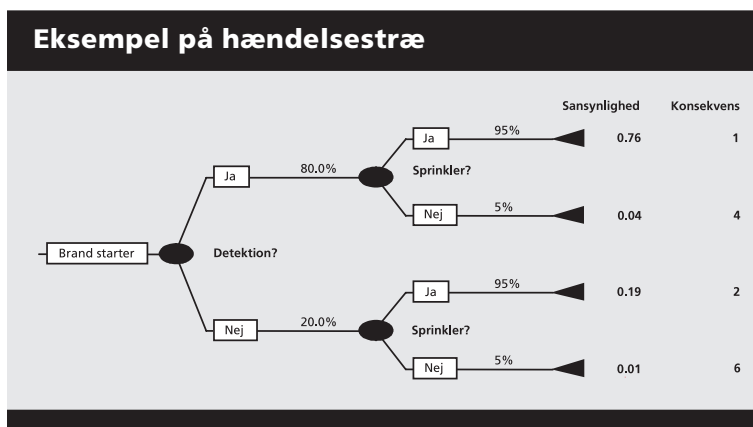 Eksempel på hændelsestræ
Sansynlighed Konsekvens
Ja 95% 0.76 1
Ja 80.0% Sprinkler?
Nej 5% 0.04 4
Brand starter Detektion?
Ja 95% 0.19 2
Nej 20.0% Sprinkler?
Nej 5% 0.01 6